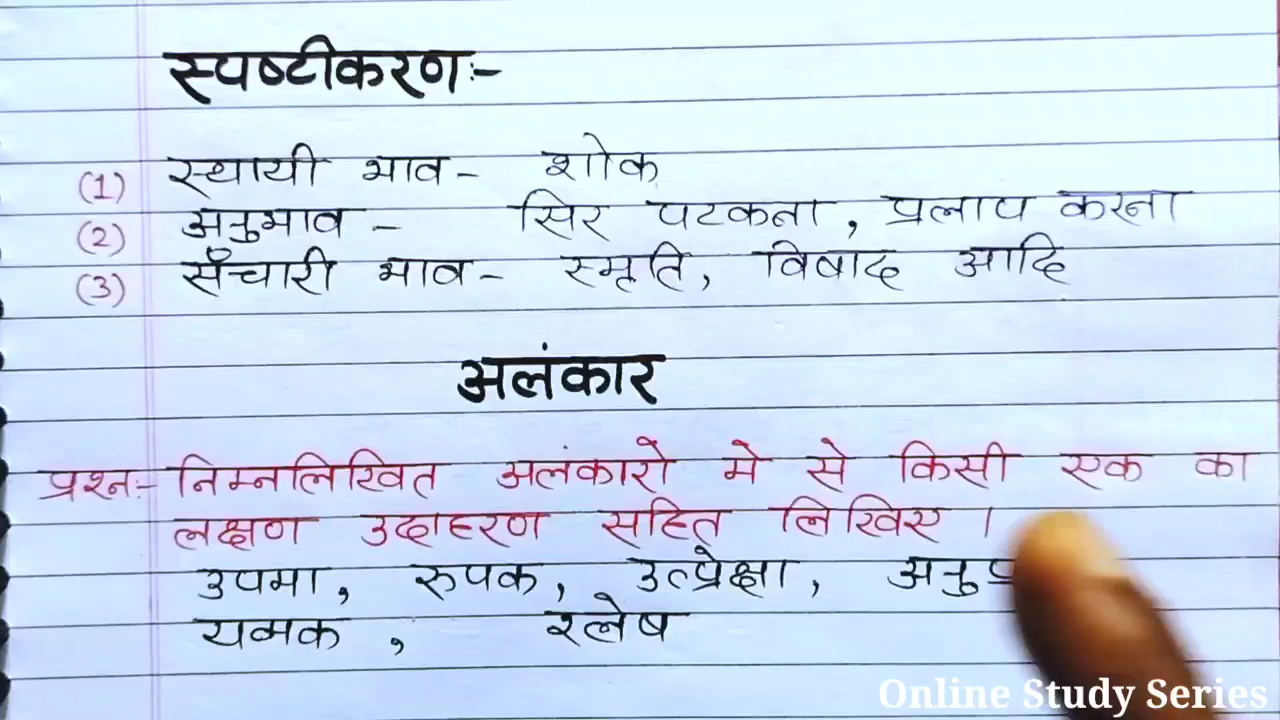 स्पष्टीकरण:-
(1) स्थायी भाव - शोक
(2) अनुभाव - सिर पटकना, प्रलाप करना
(3) सँचारी भाव - स्मृति, विषाद आदि
अलंकार
प्रश्न:- निम्नलिखित अलंकारो मे से किसी एक का
लक्षण उदाहरण सहित लिखिए ।
उपमा, रुपक, उत्प्रेक्षा,
यमक, श्लेष
Online Study Series